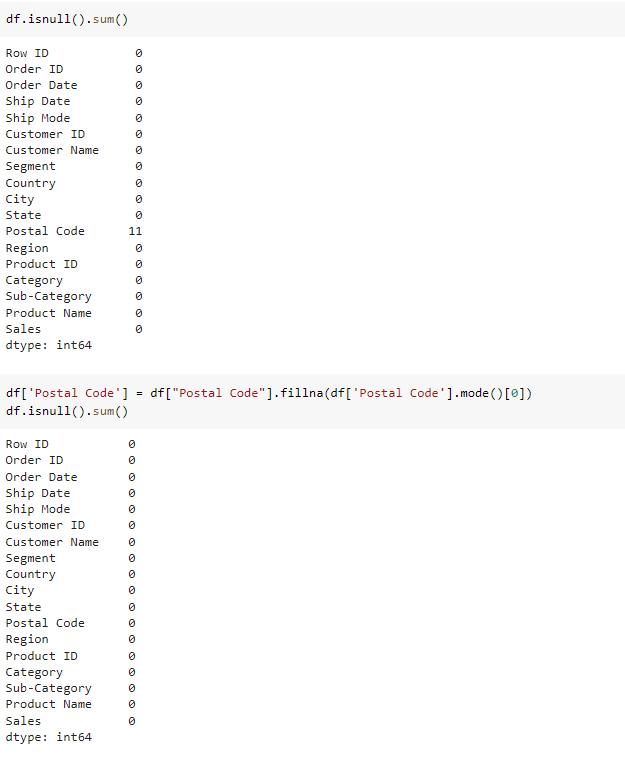 df.isnull().sum()
Row ID 0
Order ID 0
Order Date 0
Ship Date 0
Ship Mode 0
Customer ID 0
Customer Name 0
Segment 0
Country 0
City 0
State 0
Postal Code 11
Region 0
Product ID 0
Category 0
Sub-Category 0
Product Name 0
Sales 0
dtype: int64
df['Postal Code'] = df["Postal Code"].fillna(df['Postal Code'].mode()[0])
df.isnull().sum()
Row ID 0
Order ID 0
Order Date 0
Ship Date 0
Ship Mode 0
Customer ID 0
Customer Name 0
Segment 0
Country 0
City 0
State 0
Postal Code 0
Region 0
Product ID 0
Category 0
Sub-Category 0
Product Name 0
Sales 0
dtype: int64